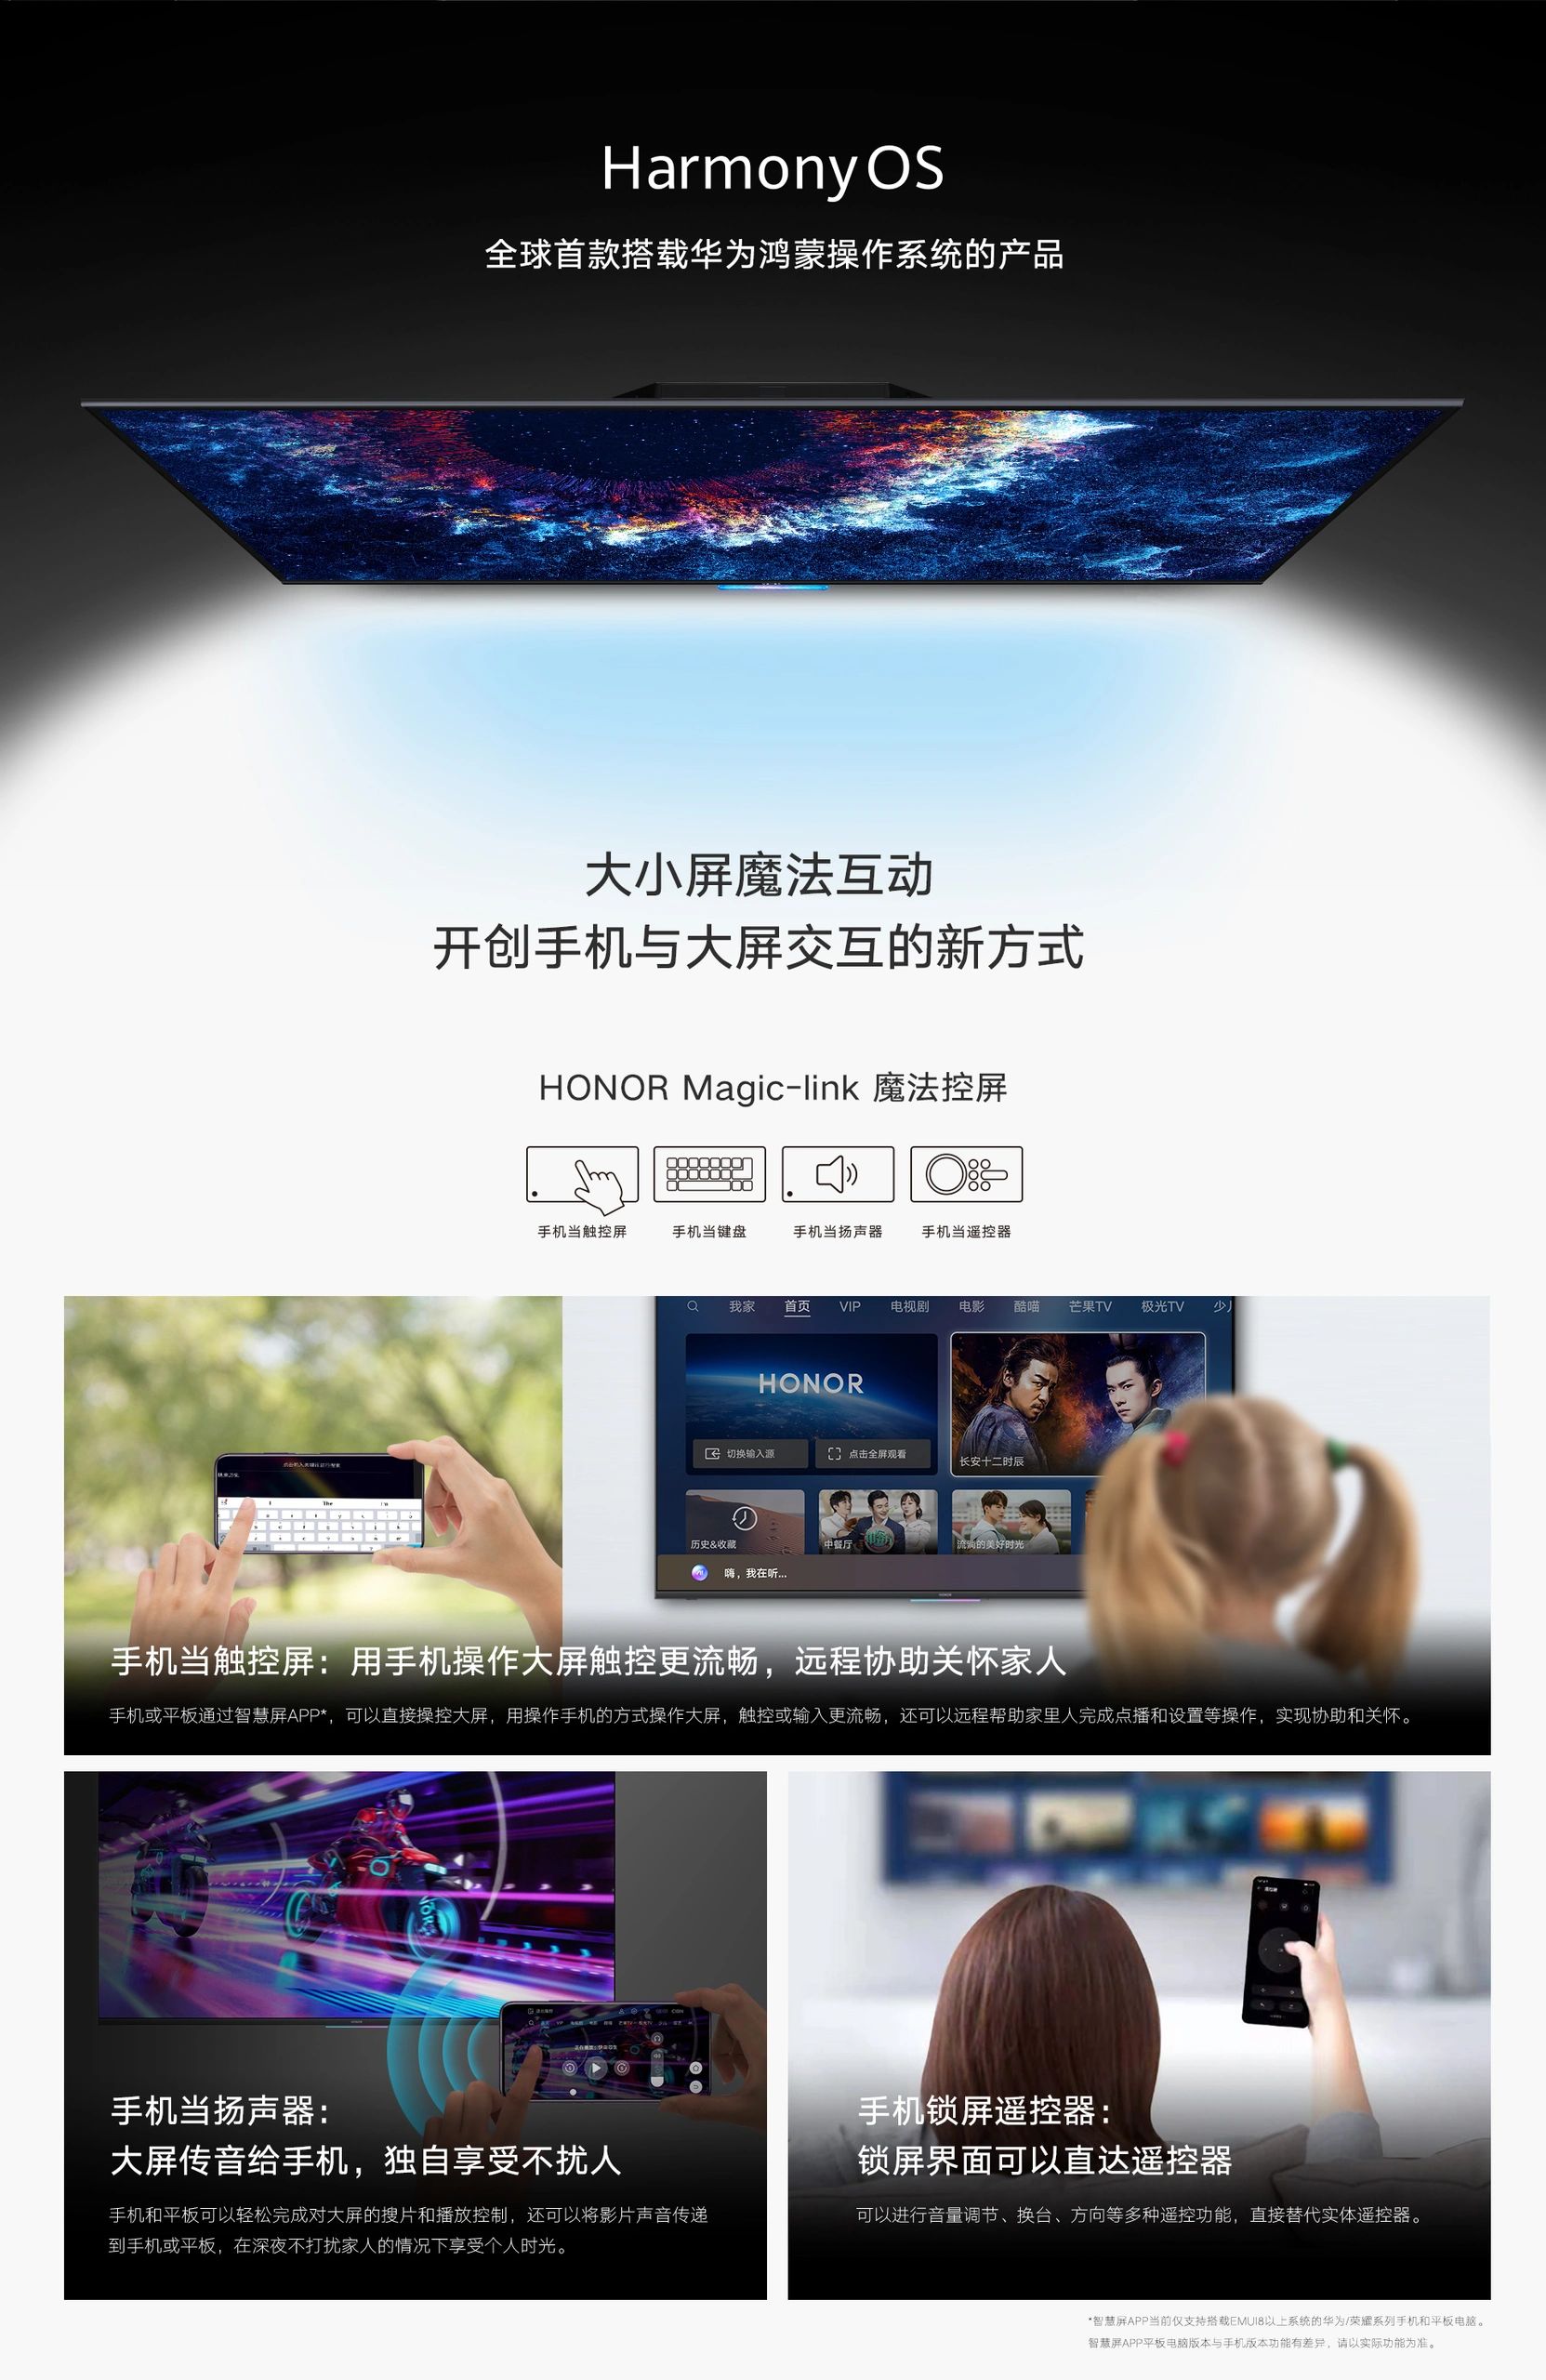 HarmonyOS
全球首款搭载华为鸿蒙操作系统的产品
大小屏魔法互动
开创手机与大屏交互的新方式
HONOR Magic-link 魔法控屏
手机当触控屏
手机当键盘
手机当扬声器
手机当遥控器
我家 首页 VIP 电视剧 电影 酷喵 芒果TV 极光TV
HONOR
切换输入源
点击全屏观看
长安十二时辰
历史&收藏
中餐厅
流淌的美好时光
嗨，我在听...
手机当触控屏：用手机操作大屏触控更流畅，远程协助关怀家人
手机或平板通过智慧屏APP*，可以直接操控大屏，用操作手机的方式操作大屏，触控或输入更流畅，还可以远程帮助家里人完成点播和设置等操作，实现协助和关怀。
手机当扬声器：
大屏传音给手机，独自享受不扰人
手机和平板可以轻松完成对大屏的搜片和播放控制，还可以将影片声音传递
到手机或平板，在深夜不打扰家人的情况下享受个人时光。
手机锁屏遥控器：
锁屏界面可以直达遥控器
可以进行音量调节、换台、方向等多种遥控功能，直接替代实体遥控器。
*智慧屏APP当前仅支持搭载EMUI8以上系统的华为/荣耀系列手机和平板电脑。
智慧屏APP平板电脑版本与手机版本功能有差异，请以实际功能为准。